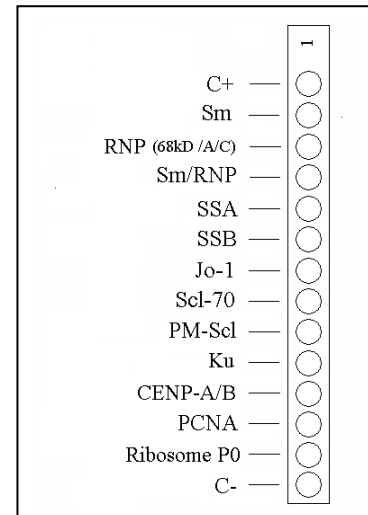 1
C+
Sm
RNP (68kD /A/C)
Sm/RNP
SSA
SSB
Jo-1
Scl-70
PM-Scl
Ku
CENP-A/B
PCNA
Ribosome P0
C-